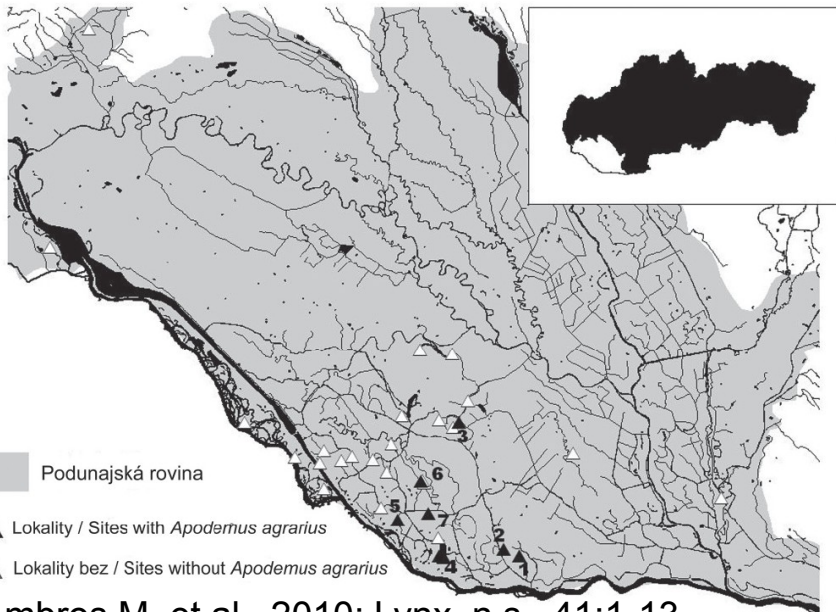 3
6
5
7
2
1
4
Podunajská rovina
Lokality / Sites with Apodemus agrarius
Lokality bez / Sites without Apodemus agrarius
mbros M. et al., 2010: Lynx, n.s., 41:1-13